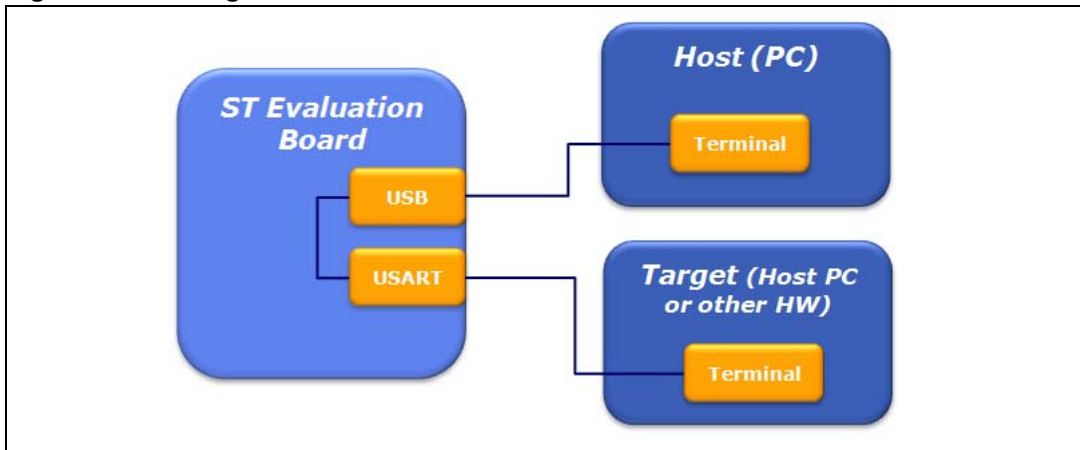 ST Evaluation
Board
USB
USART
Host (PC)
Terminal
Target (Host PC
or other HW)
Terminal